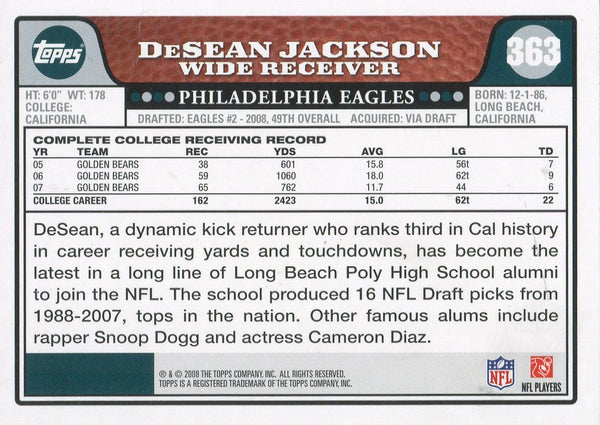 Topps
DeSean Jackson
WIDE RECEIVER
363
HT: 6'0" WT: 178
COLLEGE:
CALIFORNIA
PHILADELPHIA EAGLES
BORN: 12-1-86,
LONG BEACH,
CALIFORNIA
DRAFTED: EAGLES #2 - 2008, 49TH OVERALL ACQUIRED: VIA DRAFT
COMPLETE COLLEGE RECEIVING RECORD
YR TEAM REC YDS AVG LG TD
05 GOLDEN BEARS 38 601 15.8 56t 7
06 GOLDEN BEARS 59 1060 18.0 62t 9
07 GOLDEN BEARS 65 762 11.7 44 6
COLLEGE CAREER 162 2423 15.0 62t 22
DeSean, a dynamic kick returner who ranks third in Cal history
in career receiving yards and touchdowns, has become the
latest in a long line of Long Beach Poly High School alumni
to join the NFL. The school produced 16 NFL Draft picks from
1988-2007, tops in the nation. Other famous alums include
rapper Snoop Dogg and actress Cameron Diaz.
® & © 2008 THE TOPPS COMPANY, INC. ALL RIGHTS RESERVED.
TOPPS IS A REGISTERED TRADEMARK OF THE TOPPS COMPANY, INC.
NFL
NFL PLAYERS